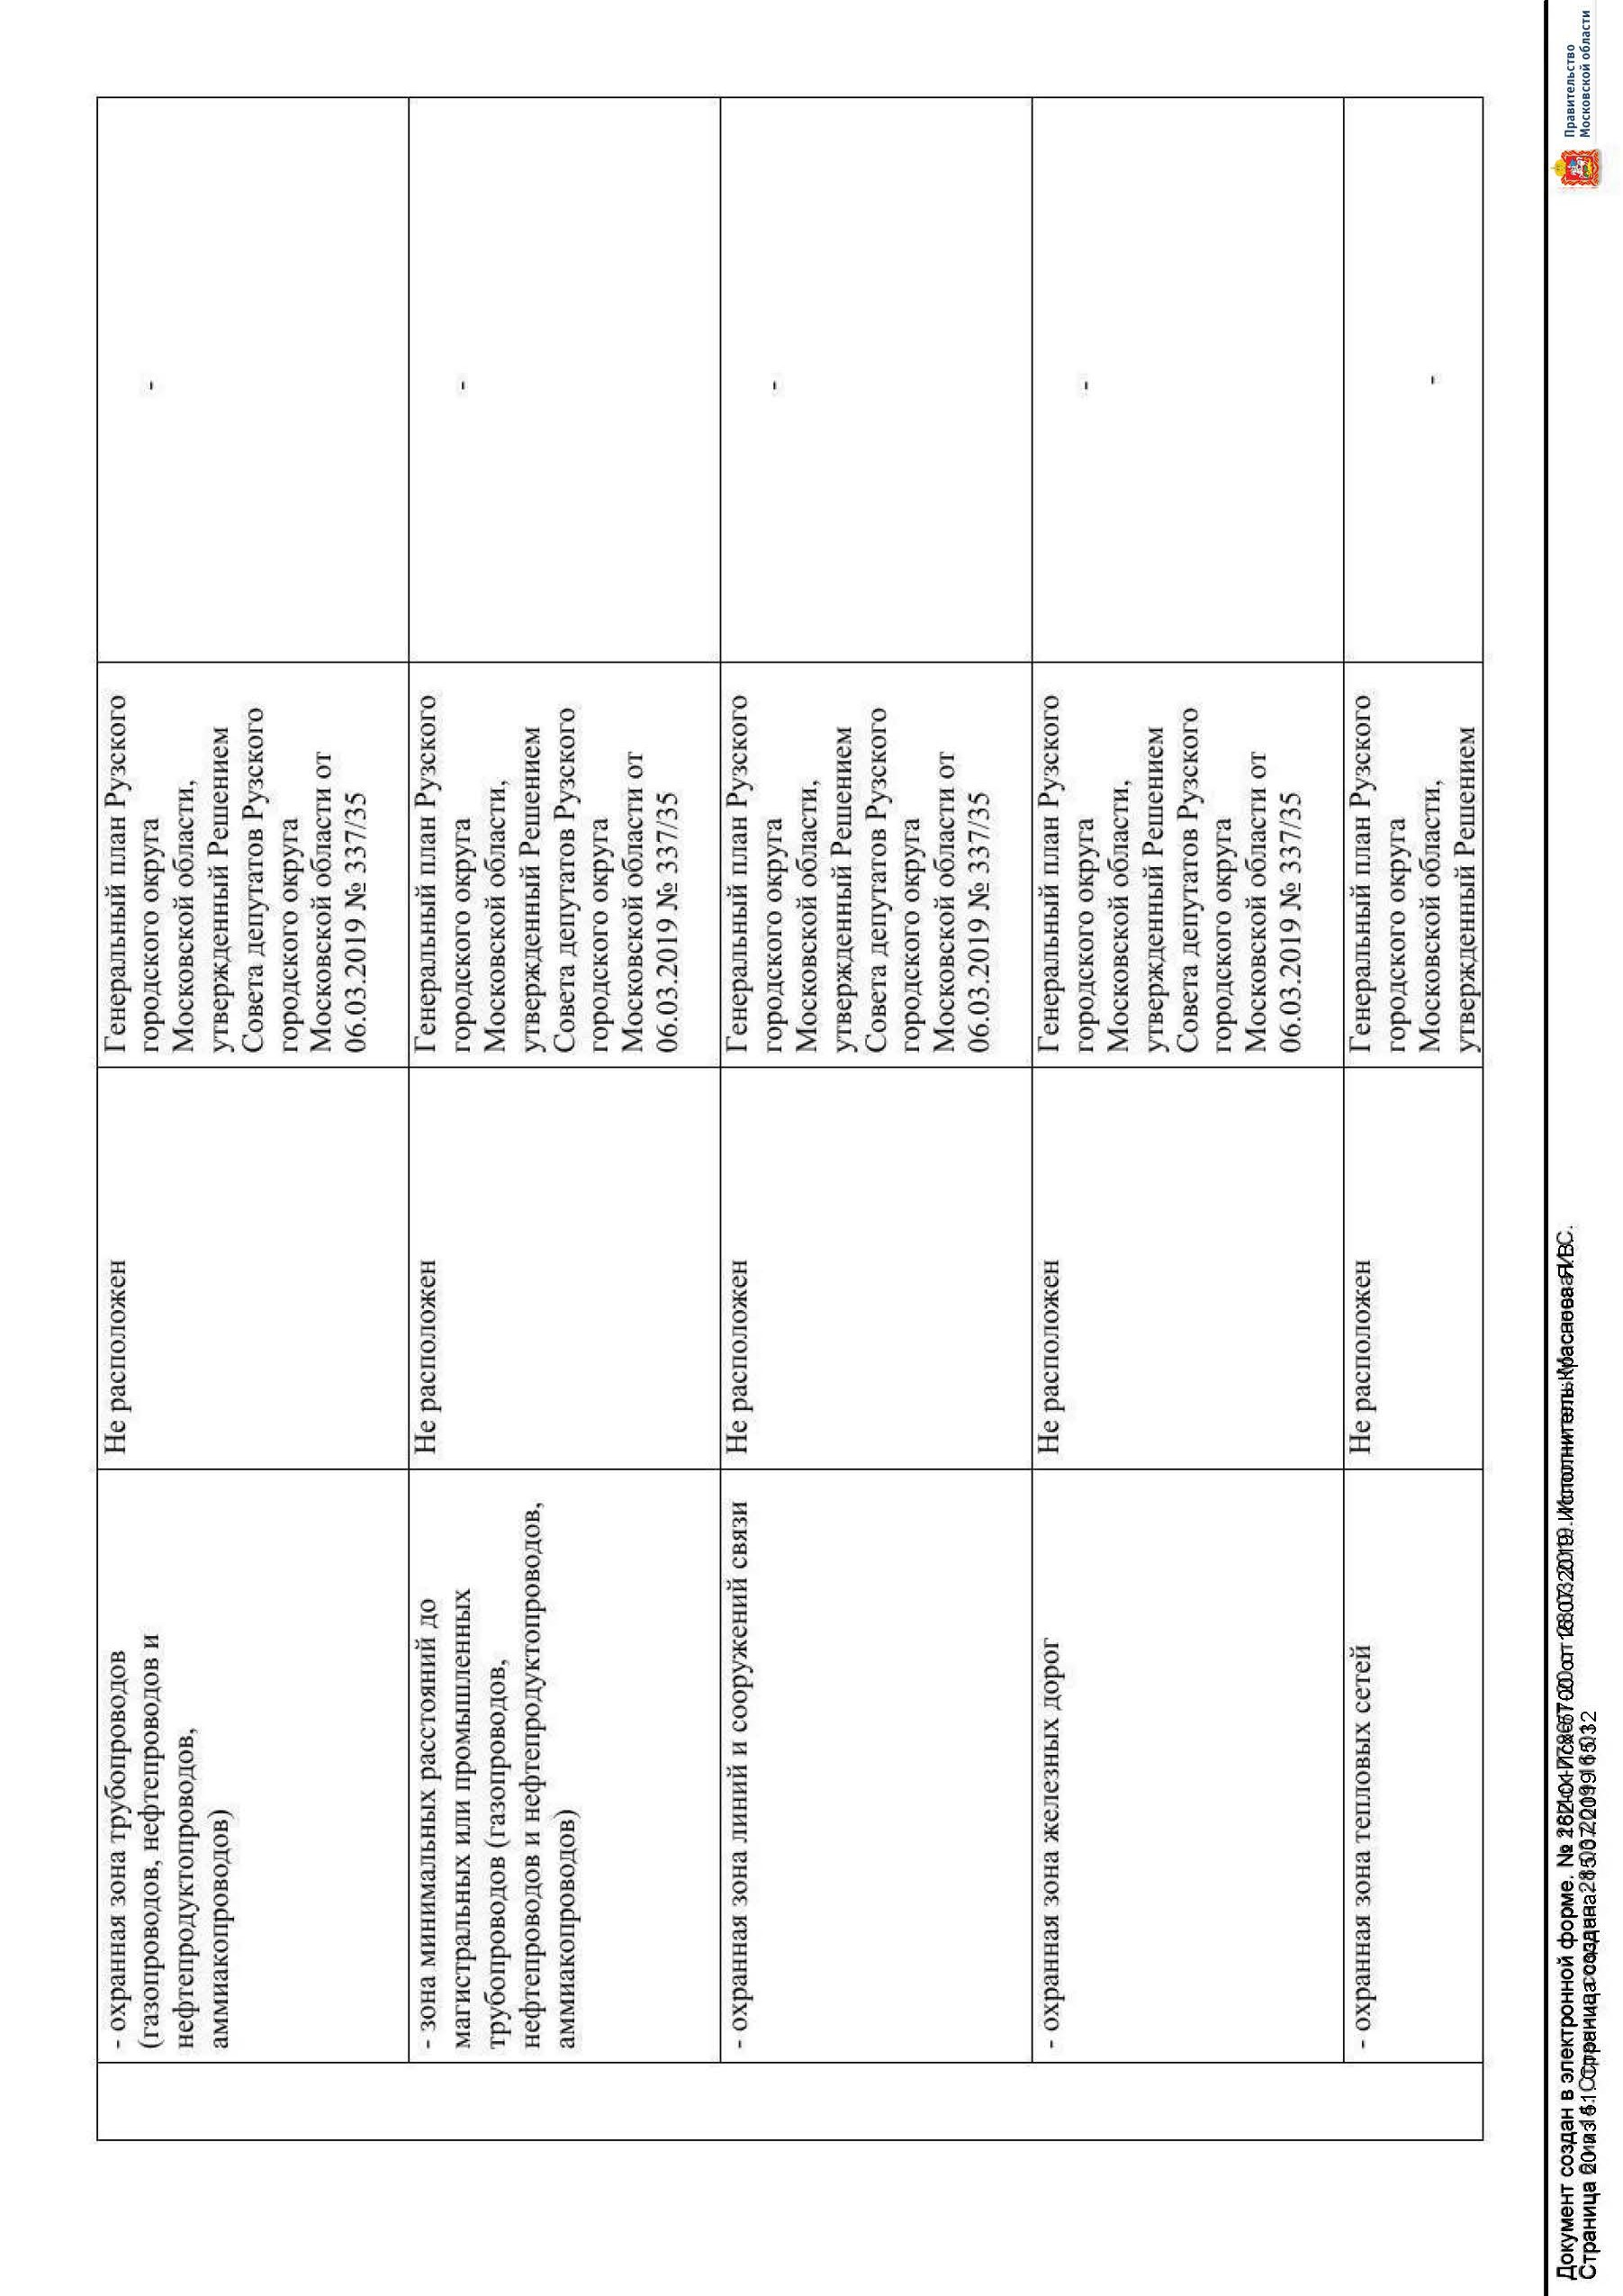 - охранная зона трубопроводов
(газопроводов, нефтепроводов и
нефтепродуктопроводов,
аммиакопроводов)
Не расположен
Генеральный план Рузского
городского округа
Московской области,
утвержденный Решением
Совета депутатов Рузского
городского округа
Московской области от
06.03.2019 № 337/35
-
- зона минимальных расстояний до
магистральных или промышленных
трубопроводов (газопроводов,
нефтепроводов и нефтепродуктопроводов,
аммиакопроводов)
Не расположен
Генеральный план Рузского
городского округа
Московской области,
утвержденный Решением
Совета депутатов Рузского
городского округа
Московской области от
06.03.2019 № 337/35
-
- охранная зона линий и сооружений связи
Не расположен
Генеральный план Рузского
городского округа
Московской области,
утвержденный Решением
Совета депутатов Рузского
городского округа
Московской области от
06.03.2019 № 337/35
-
- охранная зона железных дорог
Не расположен
Генеральный план Рузского
городского округа
Московской области,
утвержденный Решением
Совета депутатов Рузского
городского округа
Московской области от
06.03.2019 № 337/35
-
- охранная зона тепловых сетей
Не расположен
Генеральный план Рузского
городского округа
Московской области,
утвержденный Решением
-
Документ создан в электронной форме. №
Страница
Правительство
Московской области